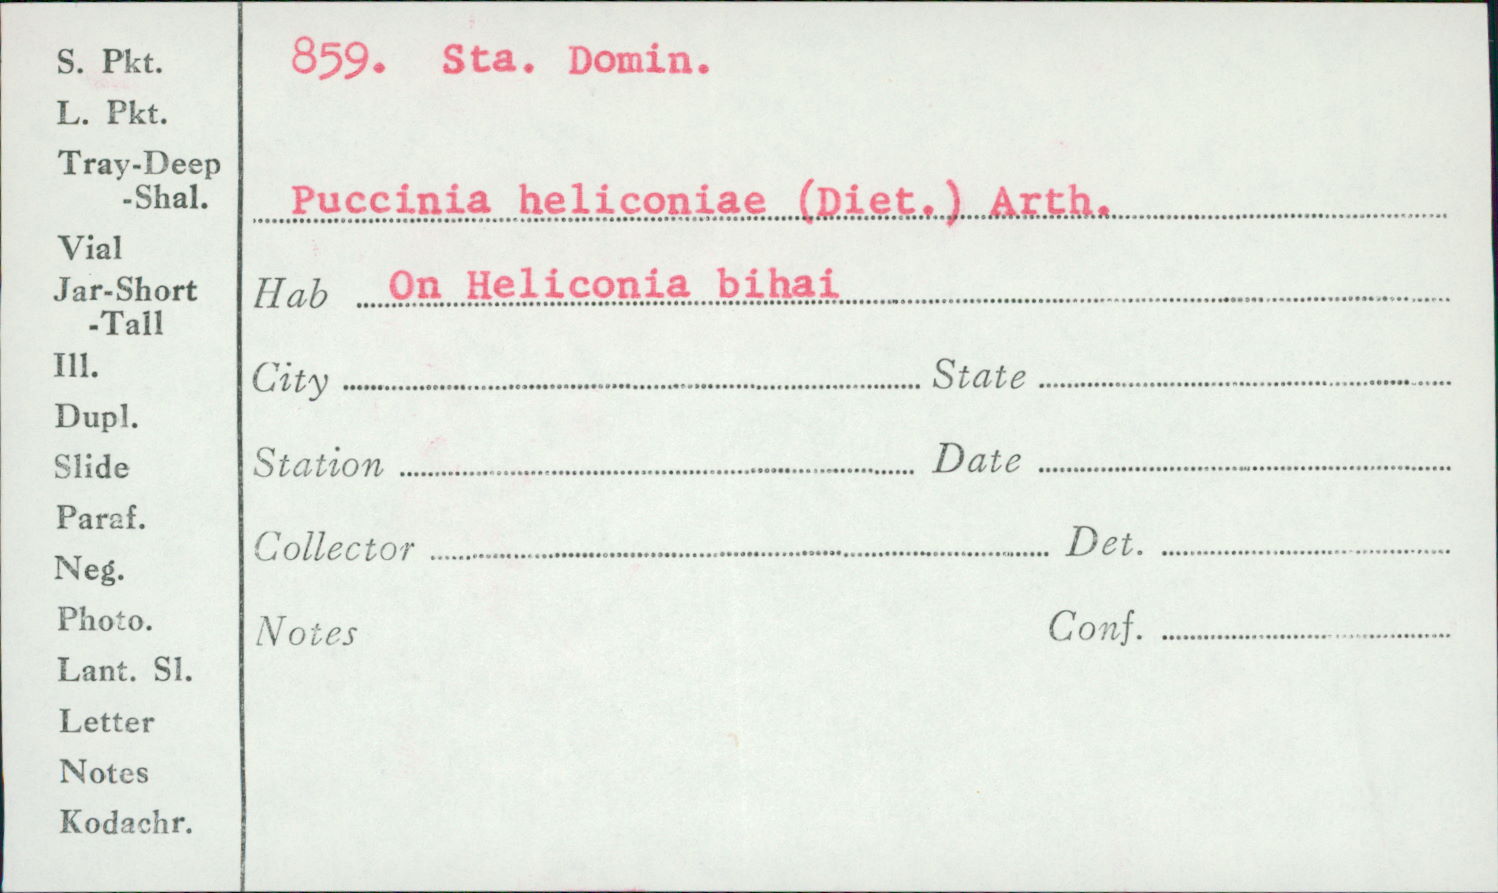 S. Pkt.
L. Pkt.
Tray-Deep
-Shal.
Vial
Jar-Short
-Tall
Ill.
Dupl.
Slide
Paraf.
Neg.
Photo.
Lant. Sl.
Letter
Notes
Kodachr.
859. Sta. Domin.
Puccinia heliconiae (Diet.) Arth.
Hab On Heliconia bihai
City State
Station Date
Collector Det.
Notes Conf.